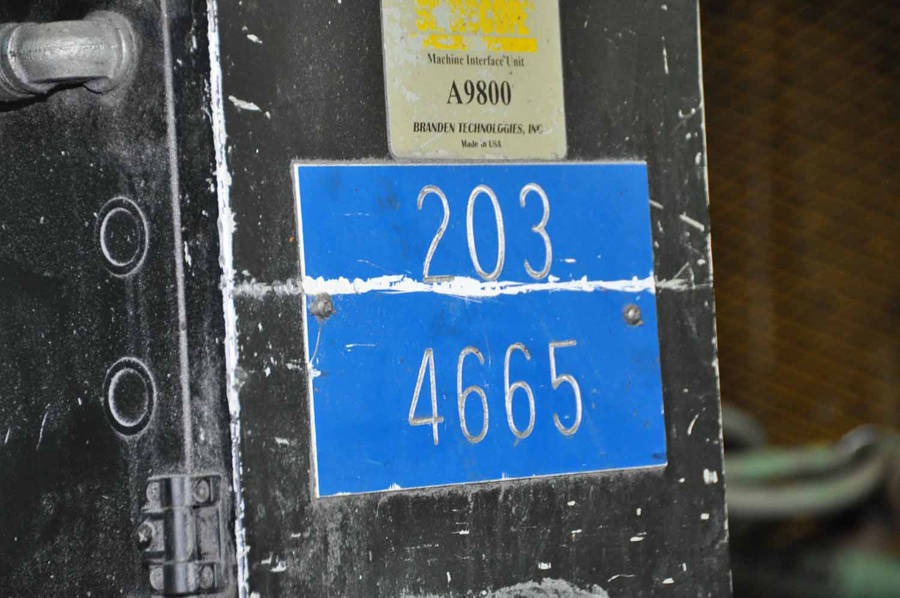 Machine Interface Unit
A9800
BRANDEN TECHNOLOGIES, INC
Made in USA
203
4665